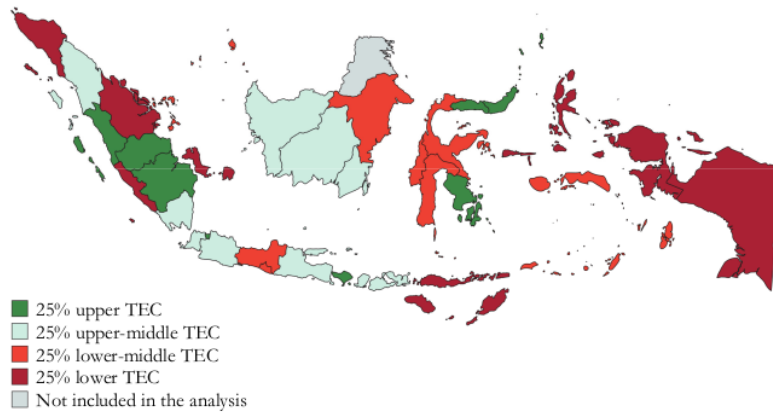 25% upper TEC
25% upper-middle TEC
25% lower-middle TEC
25% lower TEC
Not included in the analysis